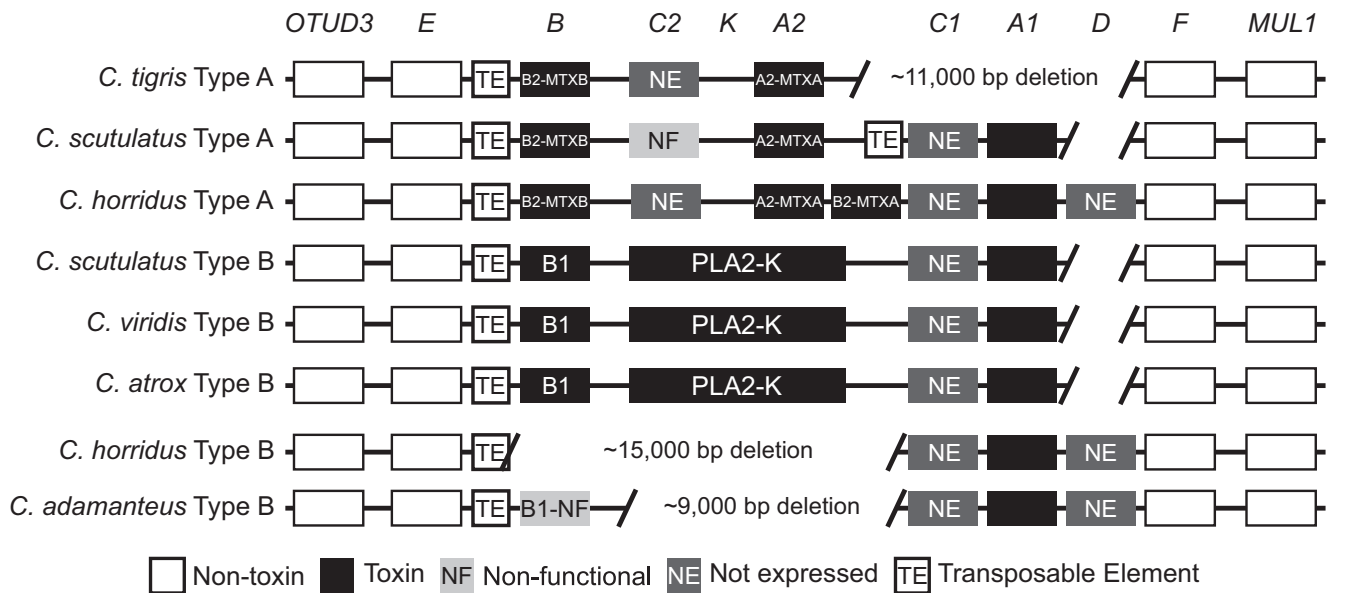 OTUD3 E B C2 K A2 C1 A1 D F MUL1
C. tigris Type A TE B2-MTXB NE A2-MTXA ~11,000 bp deletion
C. scutulatus Type A TE B2-MTXB NF A2-MTXA TE NE
C. horridus Type A TE B2-MTXB NE A2-MTXA B2-MTXA NE NE
C. scutulatus Type B TE B1 PLA2-K NE
C. viridis Type B TE B1 PLA2-K NE
C. atrox Type B TE B1 PLA2-K NE
C. horridus Type B TE ~15,000 bp deletion NE NE
C. adamanteus Type B TE B1-NF ~9,000 bp deletion NE NE
Non-toxin Toxin NF Non-functional NE Not expressed TE Transposable Element